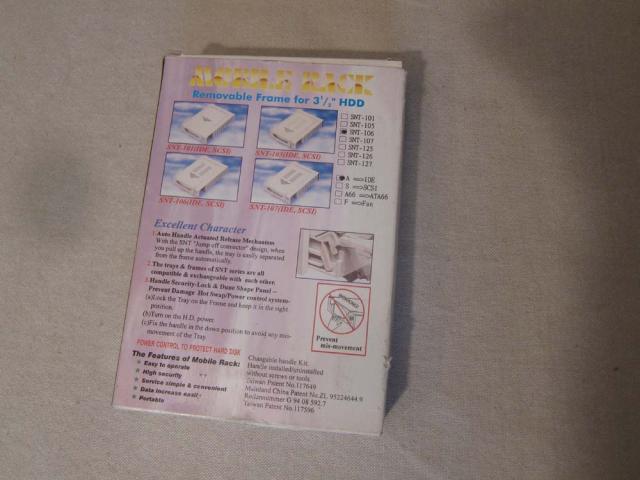 MOBILE RACK
Removable Frame for 3 1/2" HDD
SNT-101
SNT-105
SNT-106
SNT-107
SNT-125
SNT-126
SNT-127
SNT-101(IDE, SCSI)
SNT-105(IDE, SCSI)
SNT-106(IDE, SCSI)
SNT-107(IDE, SCSI)
A ==>IDE
S ==>SCSI
A66 ==>ATA66
F ==>Fan
Excellent Character
1.Auto Handle Actuated Release Mechanism
With the SNT "Jump off connector" design, when
you pull up the handle, the tray is easily separated
from the frame automatically.
2.The trays & frames of SNT series are all
compatible & exchangeable with each other.
3.Handle Security-Lock & Dune Shape Panel--
Prevent Damage Hot Swap/Power control system-
(a)Lock the Tray on the Frame and keep it in the right
position.
(b)Turn on the H.D. power.
(c)Fix the handle in the down position to avoid any mis-
movement of the Tray.
Prevent
mis-movement
POWER CONTROL TO PROTECT HARD DISK
The Features of Mobile Rack:
★ Easy to operate
★ High security
★ Service simple & convenient
★ Data increase easily
★ Portable
Changable handle Kit.
Handle installed/uninstalled
without screws or tools.
Taiwan Patent No.117649
Mainland China Patent No.ZL 95224644.9
Rollennummer G 94 08 592.7
Taiwan Patent No.117596